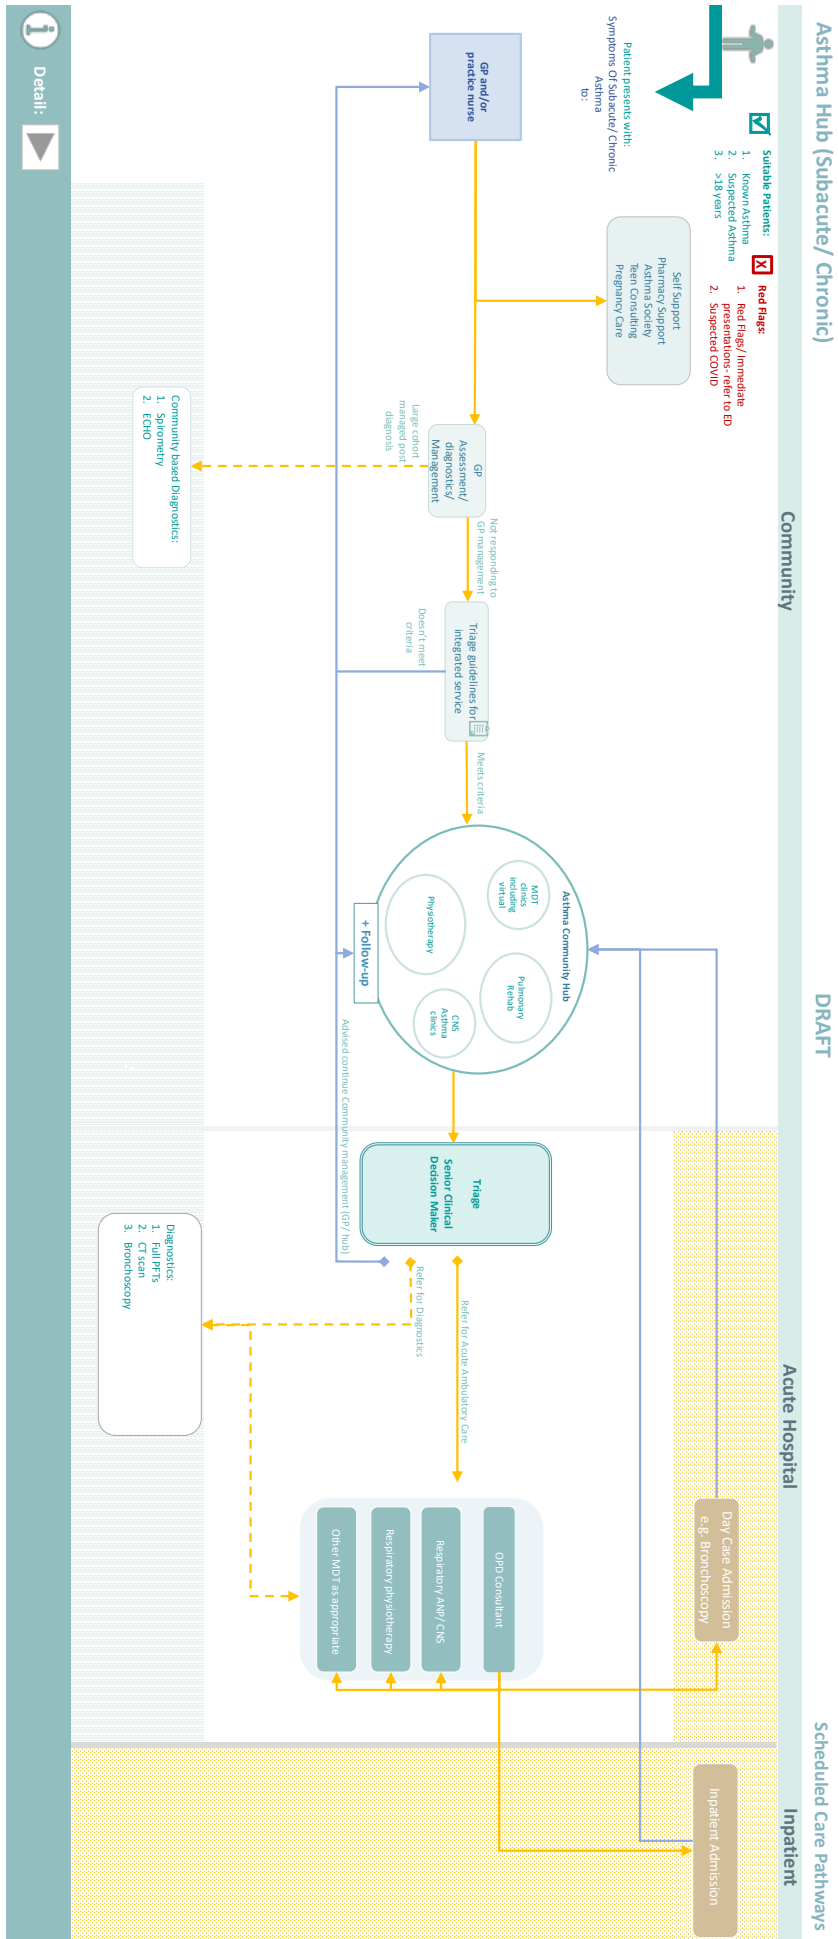 Asthma Hub (Subacute/ Chronic)
DRAFT
Scheduled Care Pathways
Community
Acute Hospital
Inpatient
Suitable Patients:
1. Known Asthma
2. Suspected Asthma
3. >18 years
X
Red Flags:
1. Red Flags/ Immediate
presentations- refer to ED
2. Suspected COVID
Patient presents with:
Symptoms Of Subacute/ Chronic
Asthma
to:
GP and/or
practice nurse
Self Support
Pharmacy Support
Asthma Society
Teen Consulting
Pregnancy Care
GP
Assessment/
diagnostics/
Management
Large cohort
managed post
diagnosis
Community based Diagnostics:
1. Spirometry
2. ECHO
Not responding to
GP management
Triage guidelines for
integrated service
Doesn't meet
criteria
Meets criteria
Asthma Community Hub
MDT
clinics
including
virtual
Pulmonary
Rehab
Physiotherapy
CNS
Asthma
clinics
+ Follow-up
Advised continue Community management (GP/ hub)
Triage
Senior Clinical
Decision Maker
Refer for Acute Ambulatory Care
Refer for Diagnostics
Diagnostics:
1. Full PFTs
2. CT scan
3. Bronchoscopy
OPD Consultant
Respiratory ANP/ CNS
Respiratory physiotherapy
Other MDT as appropriate
Day Case Admission
e.g. Bronchoscopy
Inpatient Admission
i
Detail: